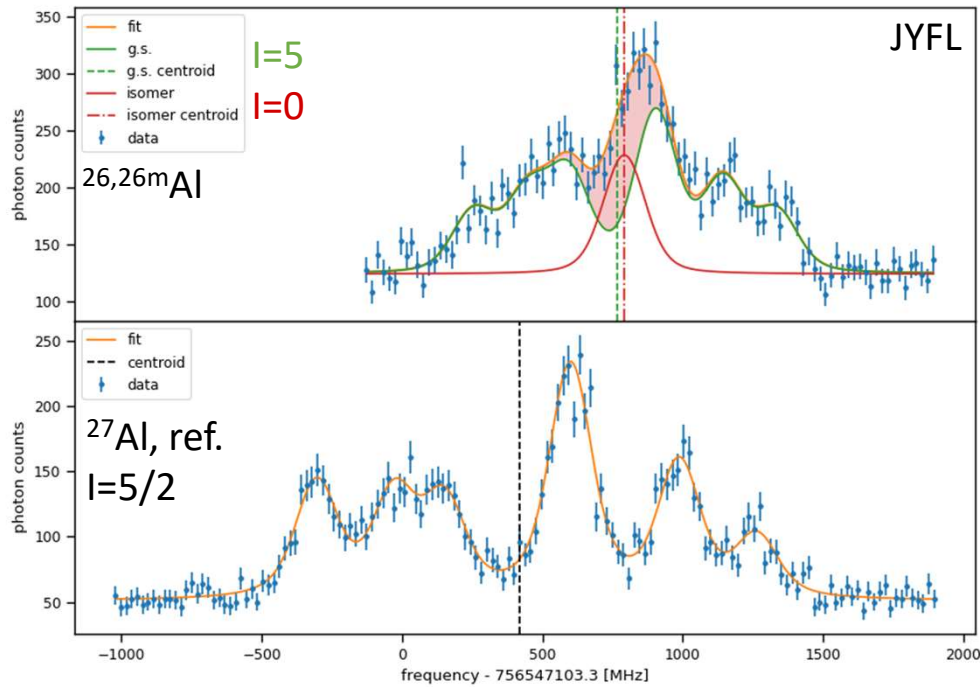 fit
g.s.
g.s. centroid
isomer
isomer centroid
data
I=5
I=0
JYFL
26,26mAl
photon counts
350
300
250
200
150
100
fit
centroid
data
27Al, ref.
I=5/2
photon counts
250
200
150
100
50
−1000 −500 0 500 1000 1500 2000
frequency - 756547103.3 [MHz]